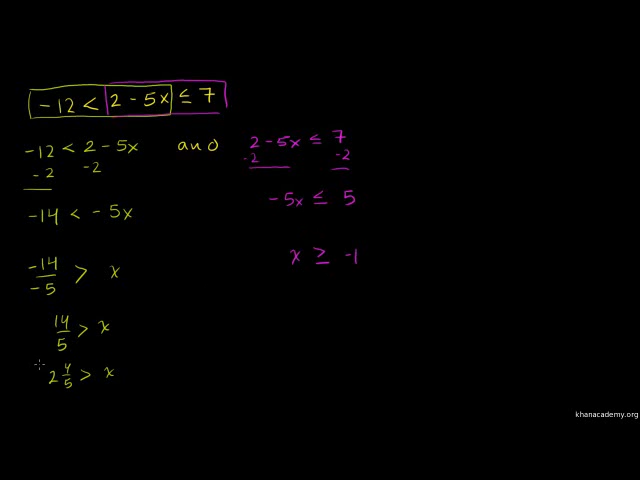 -12 < 2 - 5x ≤ 7
-12 < 2 - 5x and 2 - 5x ≤ 7
-2 -2 -2 -2
-14 < -5x -5x ≤ 5
-14/-5 > x x ≥ -1
14/5 > x
2 4/5 > x
khanacademy.org